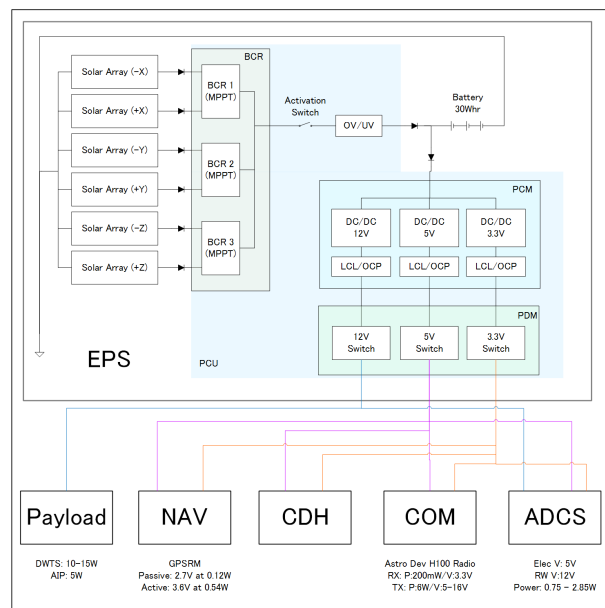 BCR
Solar Array (−X)
Solar Array (+X)
Solar Array (−Y)
Solar Array (+Y)
Solar Array (−Z)
Solar Array (+Z)
BCR 1
(MPPT)
BCR 2
(MPPT)
BCR 3
(MPPT)
Activation
Switch
OV/UV
Battery
30Whr
PCM
DC/DC
12V
DC/DC
5V
DC/DC
3.3V
LCL/OCP
LCL/OCP
LCL/OCP
PDM
12V
Switch
5V
Switch
3.3V
Switch
EPS
PCU
Payload
NAV
CDH
COM
ADCS
DWTS: 10-15W
AIP: 5W
GPSRM
Passive: 2.7V at 0.12W
Active: 3.6V at 0.54W
Astro Dev H100 Radio
RX: P:200mW/V:3.3V
TX: P:6W/V:5-16V
Elec V: 5V
RW V:12V
Power: 0.75 - 2.85W